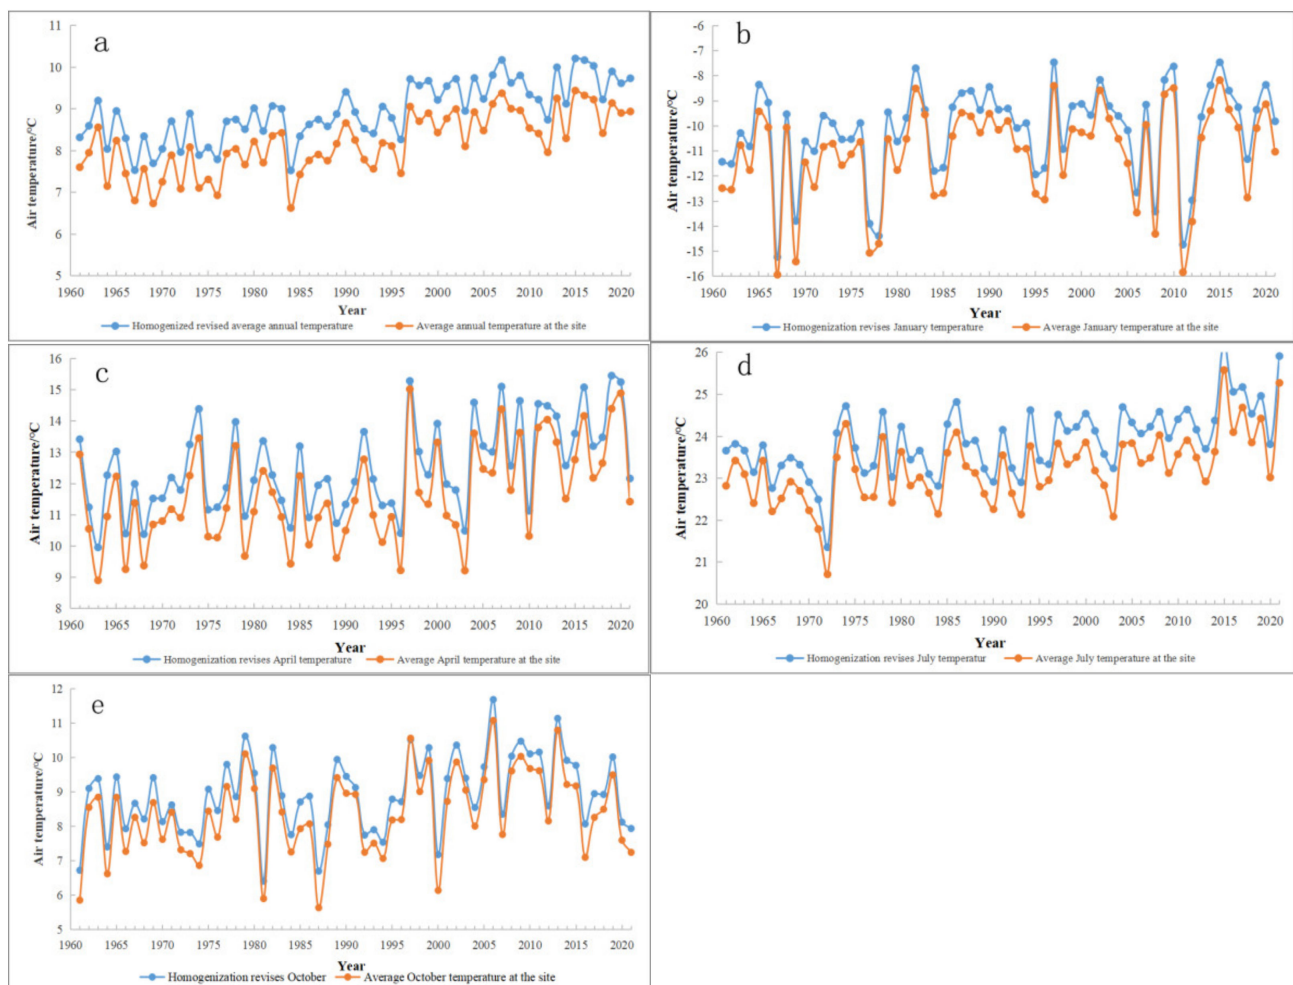 a
11
10
9
8
7
6
5
Air temperature/°C
1960 1965 1970 1975 1980 1985 1990 1995 2000 2005 2010 2015 2020
Year
Homogenized revised average annual temperature Average annual temperature at the site
b
-6
-7
-8
-9
-10
-11
-12
-13
-14
-15
-16
Air temperature/°C
1960 1965 1970 1975 1980 1985 1990 1995 2000 2005 2010 2015 2020
Year
Homogenization revises January temperature Average January temperature at the site
c
16
15
14
13
12
11
10
9
8
Air temperature/°C
1960 1965 1970 1975 1980 1985 1990 1995 2000 2005 2010 2015 2020
Year
Homogenization revises April temperature Average April temperature at the site
d
26
25
24
23
22
21
20
Air temperature/°C
1960 1965 1970 1975 1980 1985 1990 1995 2000 2005 2010 2015 2020
Year
Homogenization revises July temperatur Average July temperature at the site
e
12
11
10
9
8
7
6
5
Air temperature/°C
1960 1965 1970 1975 1980 1985 1990 1995 2000 2005 2010 2015 2020
Year
Homogenization revises October Average October temperature at the site